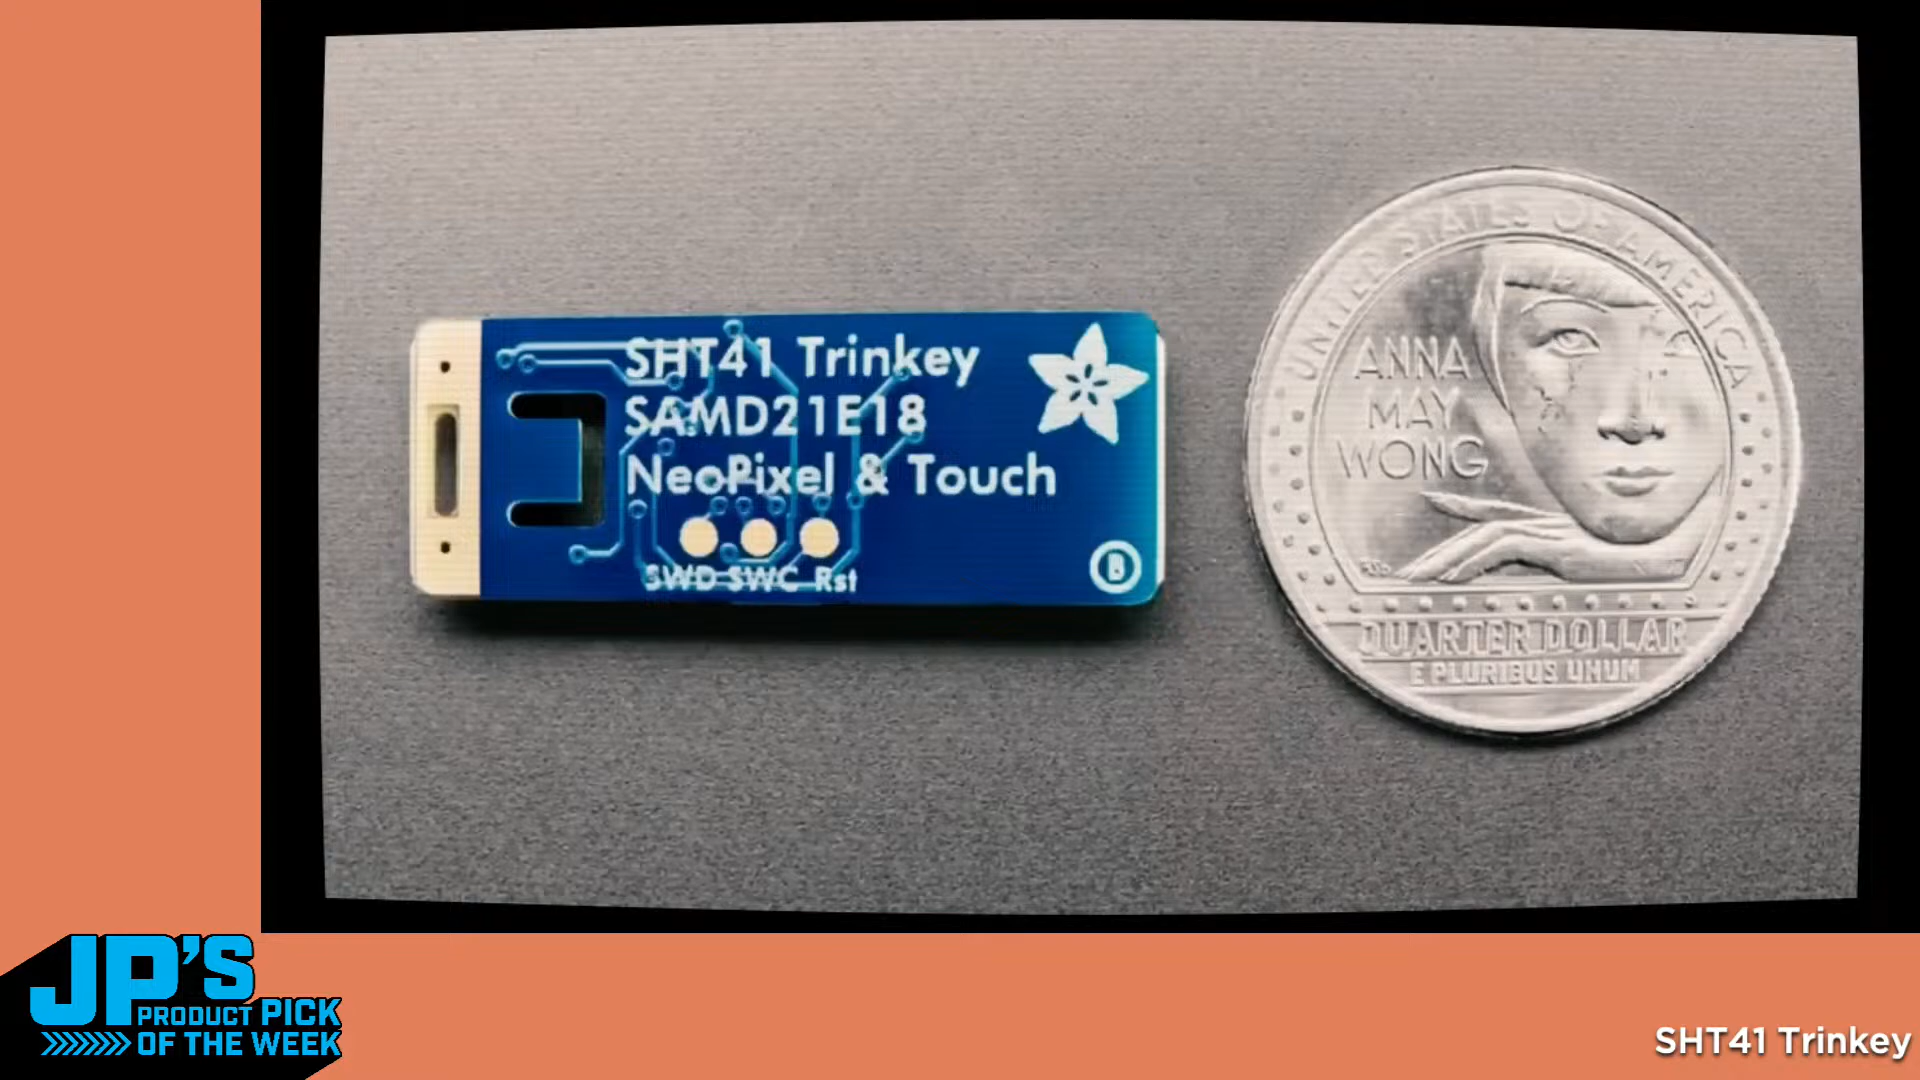 SHT41 Trinkey
SAMD21E18
NeoPixel & Touch
SWD SWC Rst
B
UNITED STATES OF AMERICA
ANNA
MAY
WONG
QUARTER DOLLAR
E PLURIBUS UNUM
JP'S
PRODUCT PICK
OF THE WEEK
SHT41 Trinkey